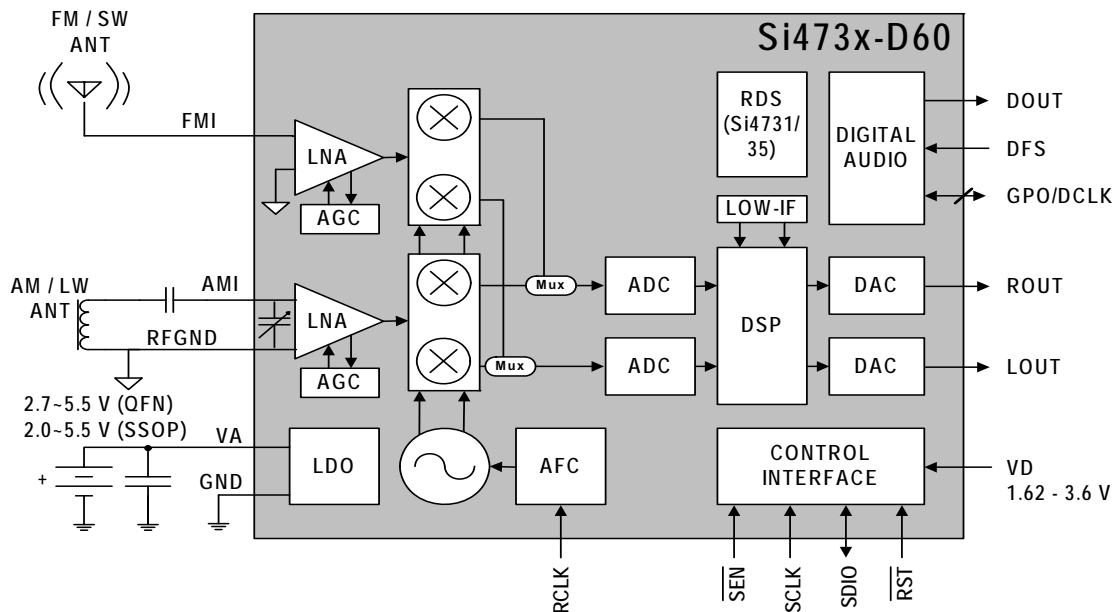 FM / SW
ANT
Si473x-D60
RDS
(Si4731/
35)
DIGITAL
AUDIO
DOUT
DFS
GPO/DCLK
FMI
LNA
AGC
LOW-IF
AM / LW
ANT
AMI
RFGND
LNA
AGC
Mux
Mux
ADC
ADC
DSP
DAC
DAC
ROUT
LOUT
2.7~5.5 V (QFN)
2.0~5.5 V (SSOP)
VA
+
GND
LDO
AFC
CONTROL
INTERFACE
VD
1.62 - 3.6 V
RCLK
SEN
SCLK
SDIO
RST